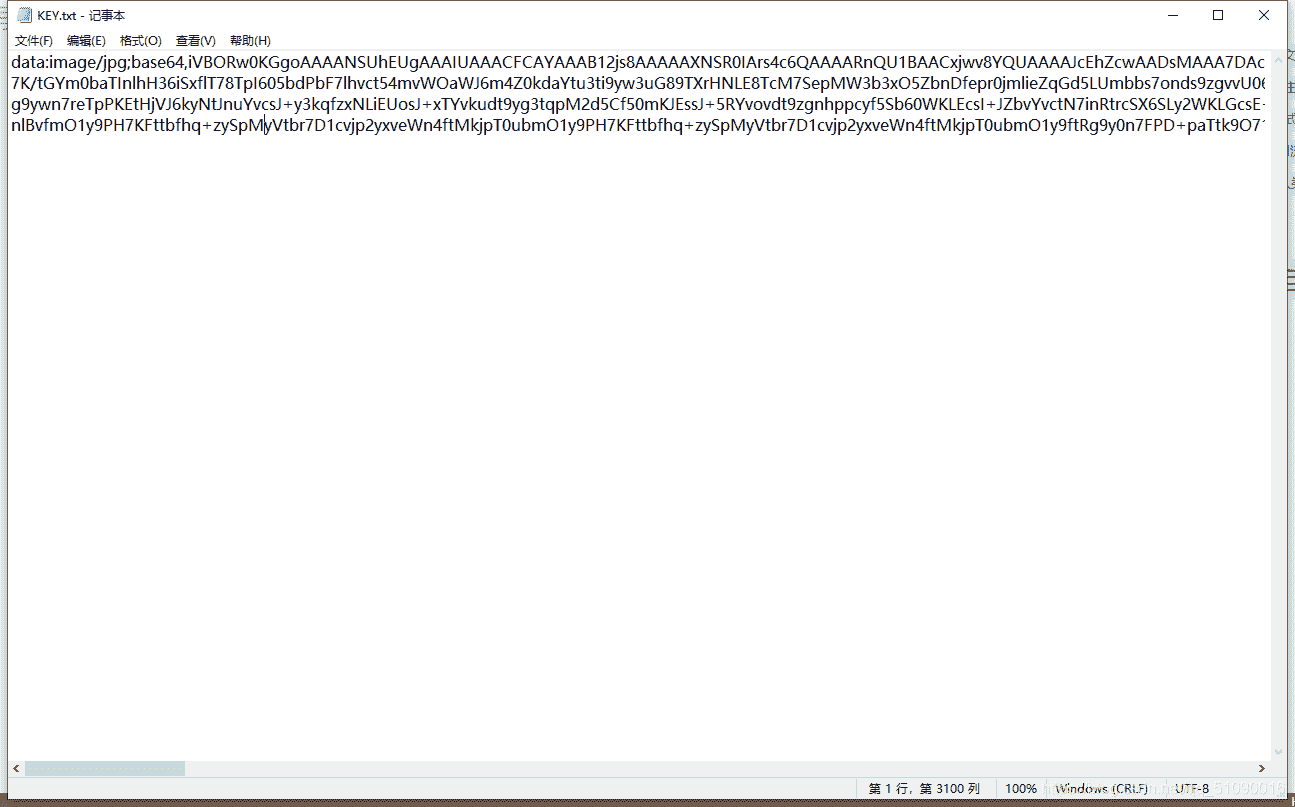 KEY.txt - 记事本
文件(F) 编辑(E) 格式(O) 查看(V) 帮助(H)
data:image/jpg;base64,iVBORw0KGgoAAAANSUhEUgAAAIUAAACFCAYAAAB12js8AAAAAXNSR0IArs4c6QAAAARnQU1BAACxjwv8YQUAAAAJcEhZcwAADsMAAA7DAc
7K/tGYm0baTInlhH36iSxflT78TpI605bdPbF7lhvct54mvWOaWJ6m4Z0kdaYtu3ti9yw3uG89TXrHNLE8TcM7SepMW3b3xO5ZbnDfepr0jmlieZqGd5LUmbbs7onds9zgvvU06
g9ywn7reTpPKEtHjVJ6kyNtJnuYvcsJ+y3kqfzxNLiEUosJ+xTYvkudt9yg3tqpM2d5Cf50mKJEssJ+5RYvovdt9zgnhppcyf5Sb60WKLEcsI+JZbvYvctN7inRtrcSX6SLy2WKLGcsE+
nlBvfmO1y9PH7KFttbfhq+zySpMyVtbr7D1cvjp2yxveWn4ftMkjpT0ubmO1y9PH7KFttbfhq+zySpMyVtbr7D1cvjp2yxveWn4ftMkjpT0ubmO1y9ftRg9y0n7FPD+paTtk9O71
第 1 行，第 3100 列 100% Windows (CRLF) UTF-8